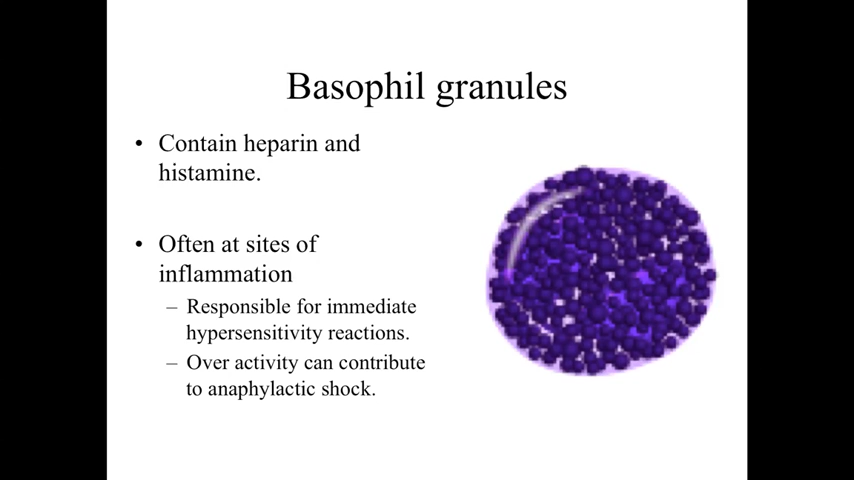 Basophil granules
• Contain heparin and
histamine.
• Often at sites of
inflammation
– Responsible for immediate
hypersensitivity reactions.
– Over activity can contribute
to anaphylactic shock.